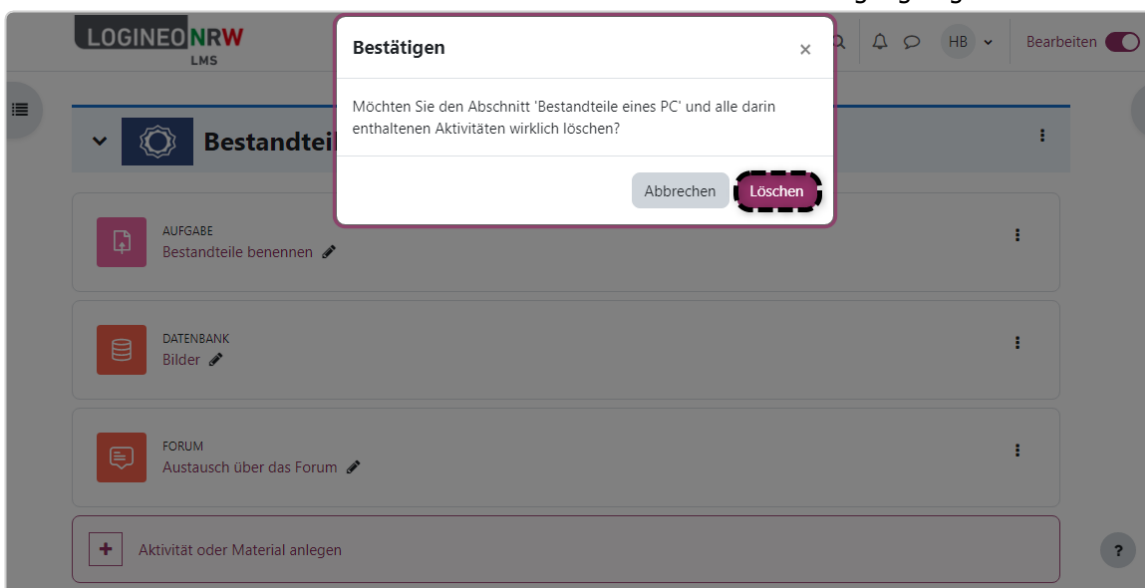 LOGINEO NRW
LMS
HB
Bearbeiten
Bestätigen
×
Möchten Sie den Abschnitt 'Bestandteile eines PC' und alle darin
enthaltenen Aktivitäten wirklich löschen?
Abbrechen
Löschen
AUFGABE
Bestandteile benennen
DATENBANK
Bilder
FORUM
Austausch über das Forum
+ Aktivität oder Material anlegen
?